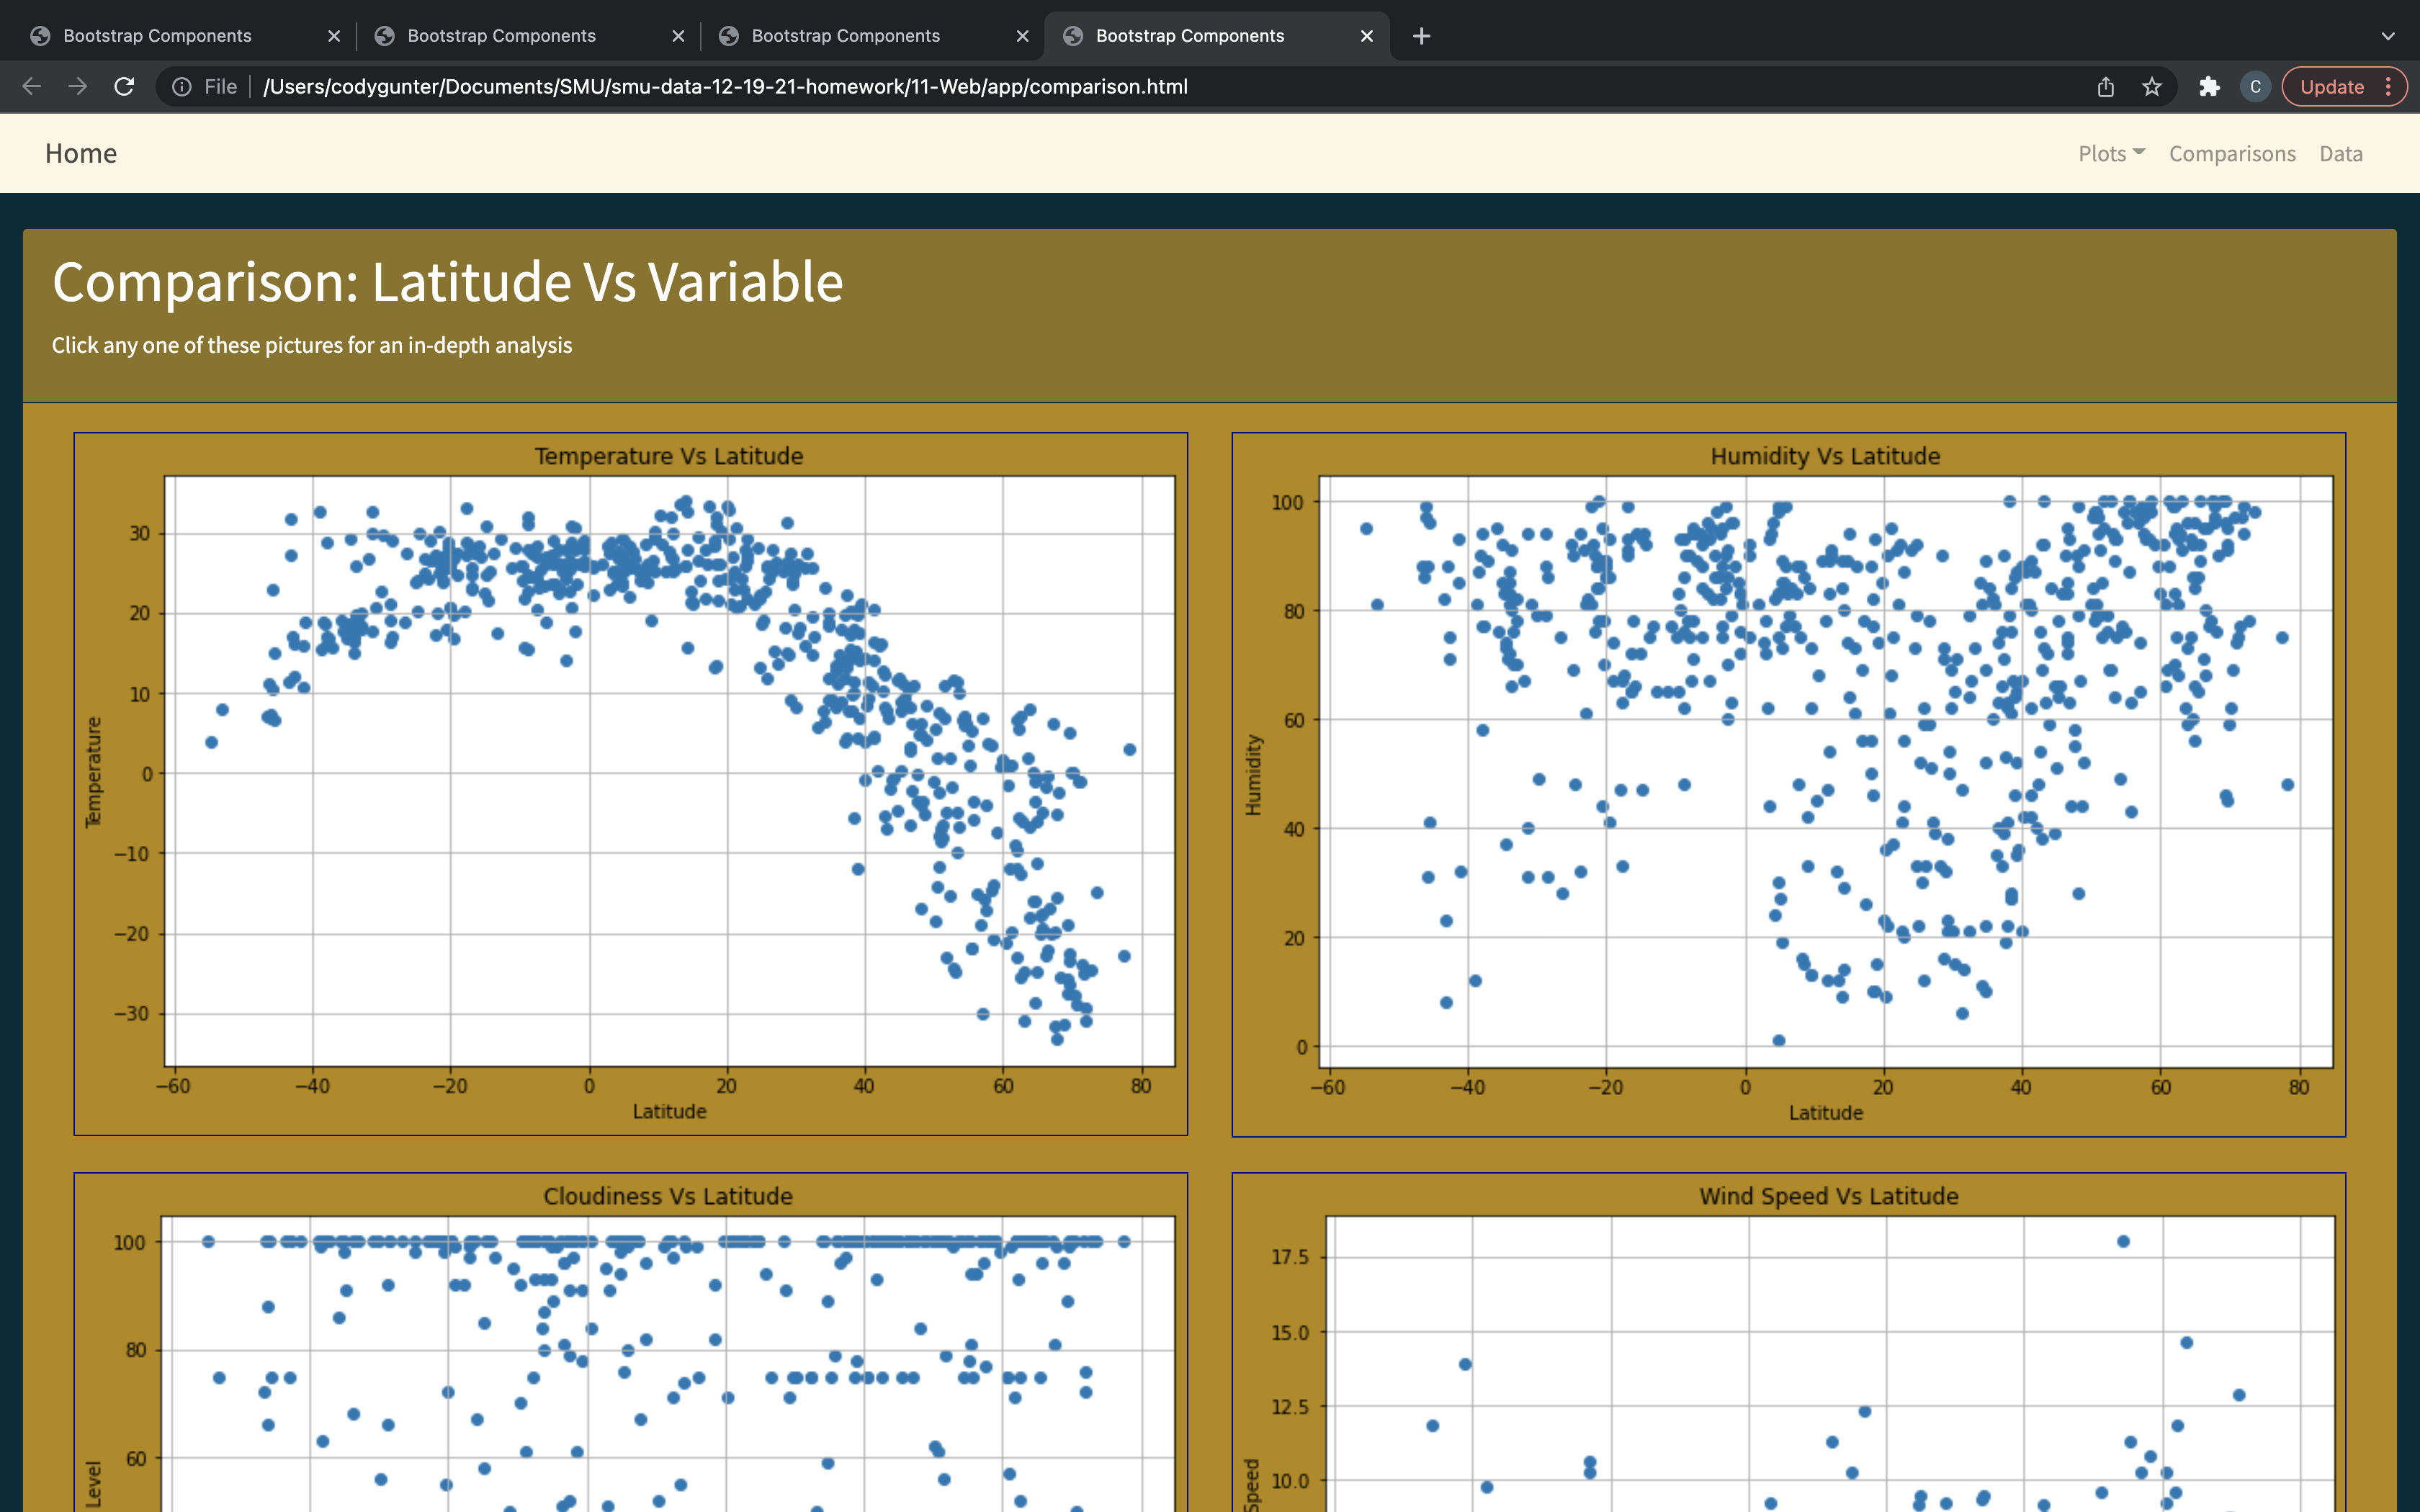 Bootstrap Components
Bootstrap Components
Bootstrap Components
Bootstrap Components
File
/Users/codygunter/Documents/SMU/smu-data-12-19-21-homework/11-Web/app/comparison.html
C
Update
Home
Plots
Comparisons
Data
Comparison: Latitude Vs Variable
Click any one of these pictures for an in-depth analysis
Temperature Vs Latitude
30
20
10
0
−10
−20
−30
Temperature
−60 −40 −20 0 20 40 60 80
Latitude
Humidity Vs Latitude
100
80
60
40
20
0
Humidity
−60 −40 −20 0 20 40 60 80
Latitude
Cloudiness Vs Latitude
100
80
60
Level
Wind Speed Vs Latitude
17.5
15.0
12.5
10.0
Speed